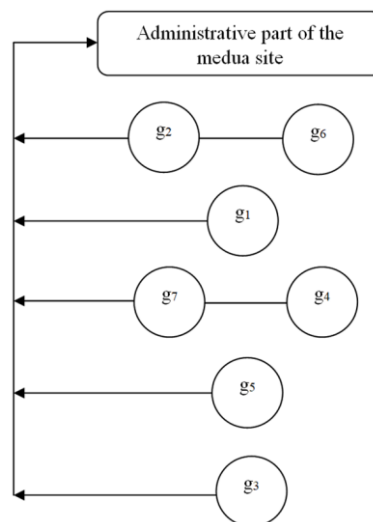 Administrative part of the
medua site
g₂
g₆
g₁
g₇
g₄
g₅
g₃